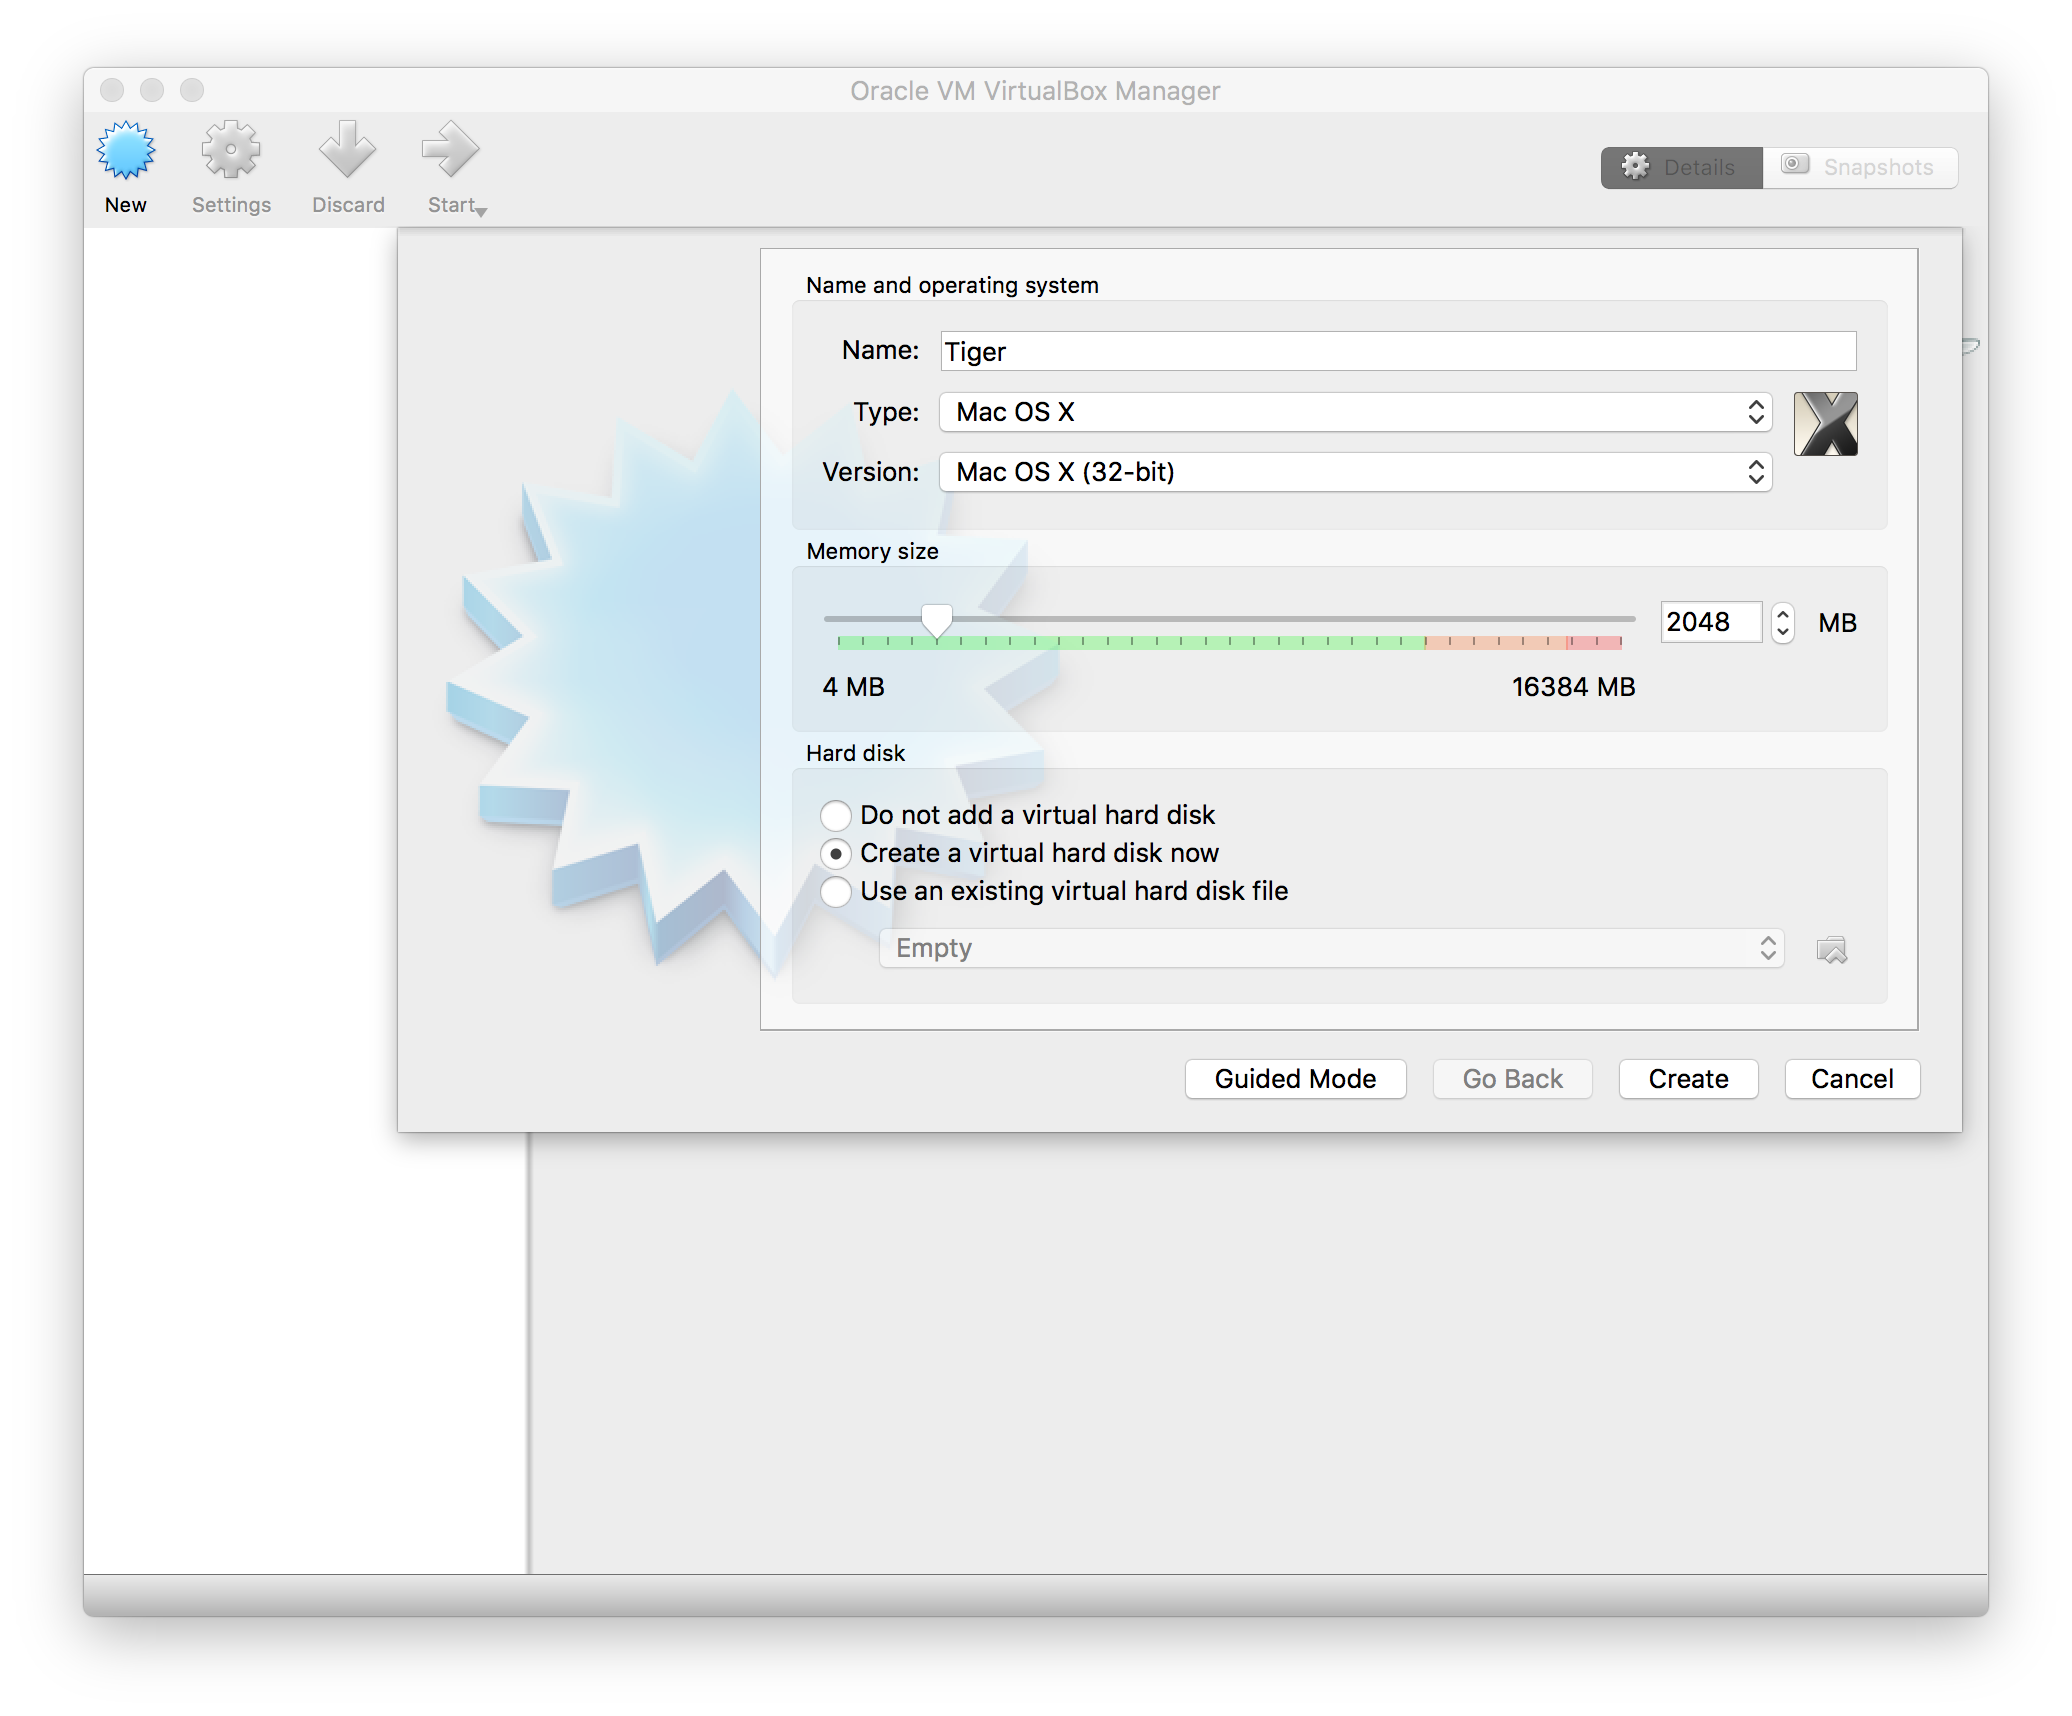 Oracle VM VirtualBox Manager
New Settings Discard Start Details Snapshots
Name and operating system
Name: Tiger
Type: Mac OS X
Version: Mac OS X (32-bit)
Memory size
2048 MB
4 MB 16384 MB
Hard disk
Do not add a virtual hard disk
Create a virtual hard disk now
Use an existing virtual hard disk file
Empty
Guided Mode Go Back Create Cancel